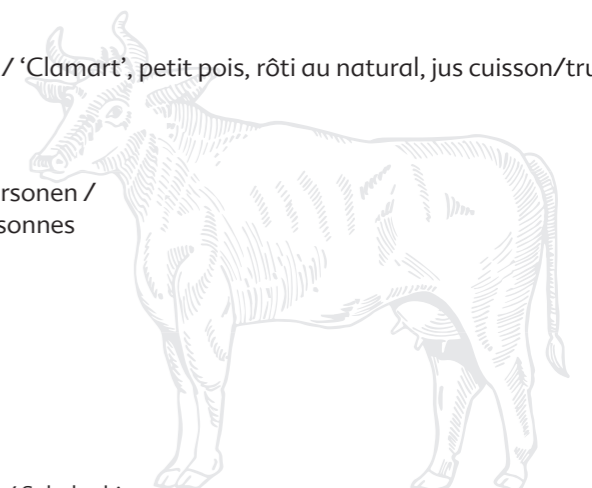 / ‘Clamart’, petit pois, rôti au natural, jus cuisson/tru
rsonen /
sonnes